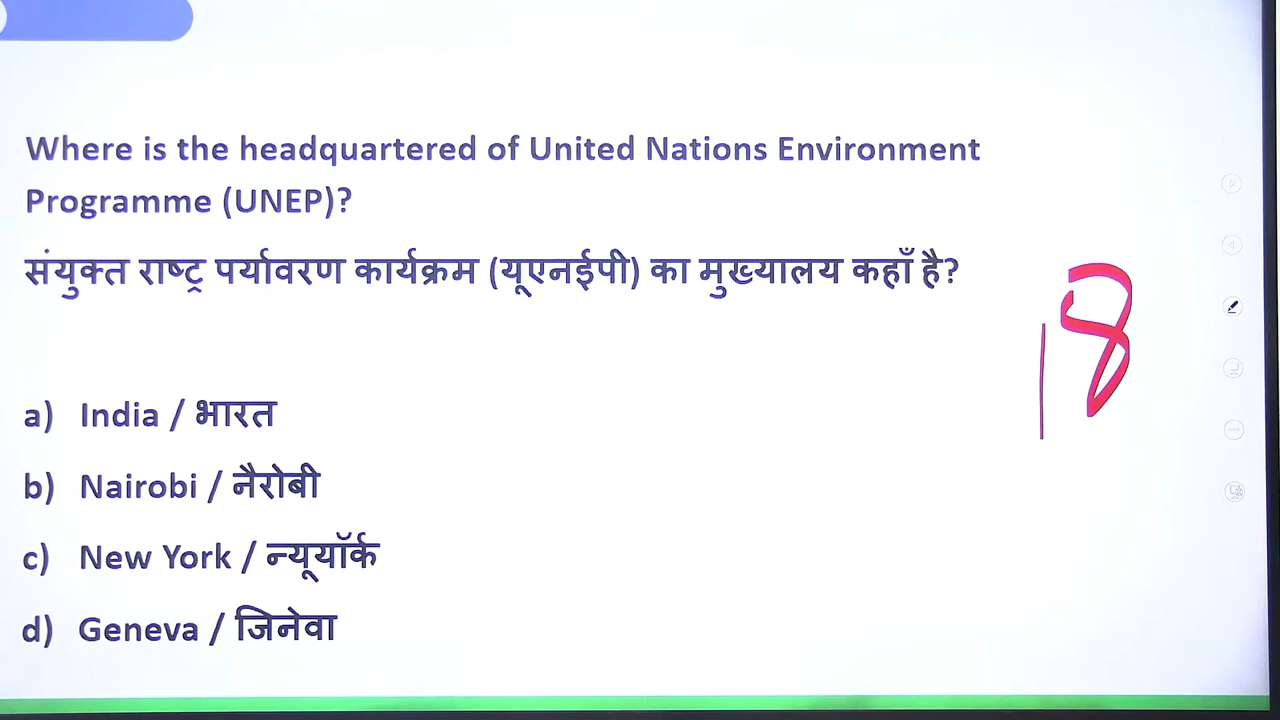 Where is the headquartered of United Nations Environment
Programme (UNEP)?
संयुक्त राष्ट्र पर्यावरण कार्यक्रम (यूएनईपी) का मुख्यालय कहाँ है?
18
a) India / भारत
b) Nairobi / नैरोबी
c) New York / न्यूयॉर्क
d) Geneva / जिनेवा